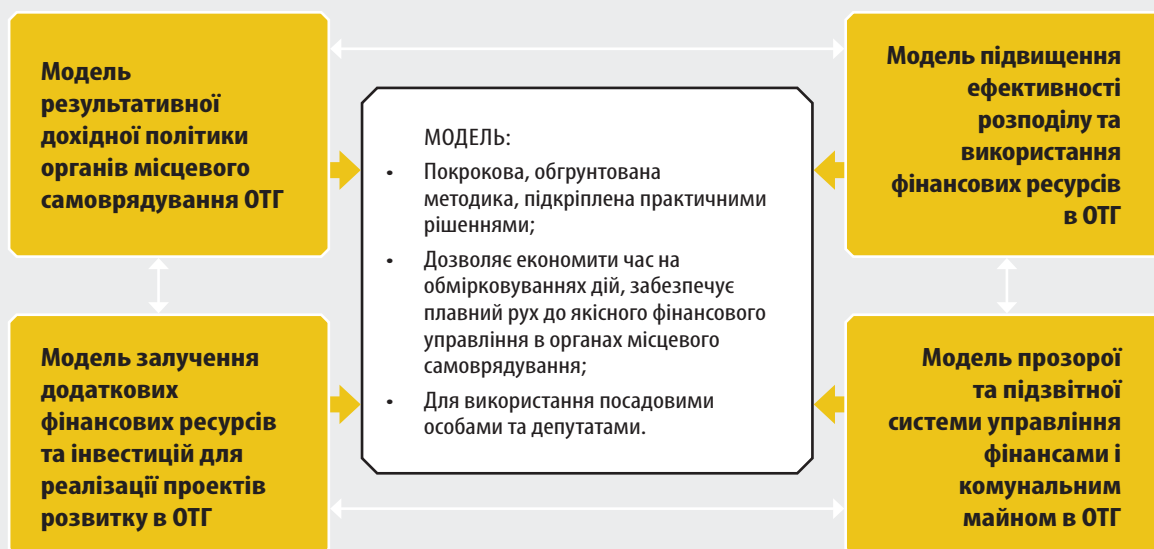 Модель
результативної
дохідної політики
органів місцевого
самоврядування ОТГ
Модель підвищення
ефективності
розподілу та
використання
фінансових ресурсів
в ОТГ
МОДЕЛЬ:
• Покрокова, обгрунтована
методика, підкріплена практичними
рішеннями;
• Дозволяє економити час на
обмірковуваннях дій, забезпечує
плавний рух до якісного фінансового
управління в органах місцевого
самоврядування;
• Для використання посадовими
особами та депутатами.
Модель залучення
додаткових
фінансових ресурсів
та інвестицій для
реалізації проектів
розвитку в ОТГ
Модель прозорої
та підзвітної
системи управління
фінансами і
комунальним
майном в ОТГ